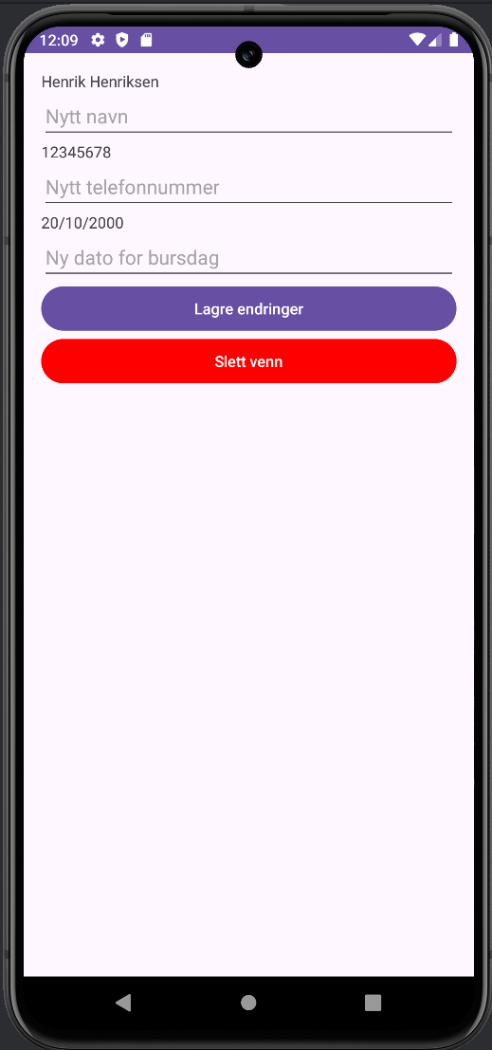 12:09
Henrik Henriksen
Nytt navn
12345678
Nytt telefonnummer
20/10/2000
Ny dato for bursdag
Lagre endringer
Slett venn